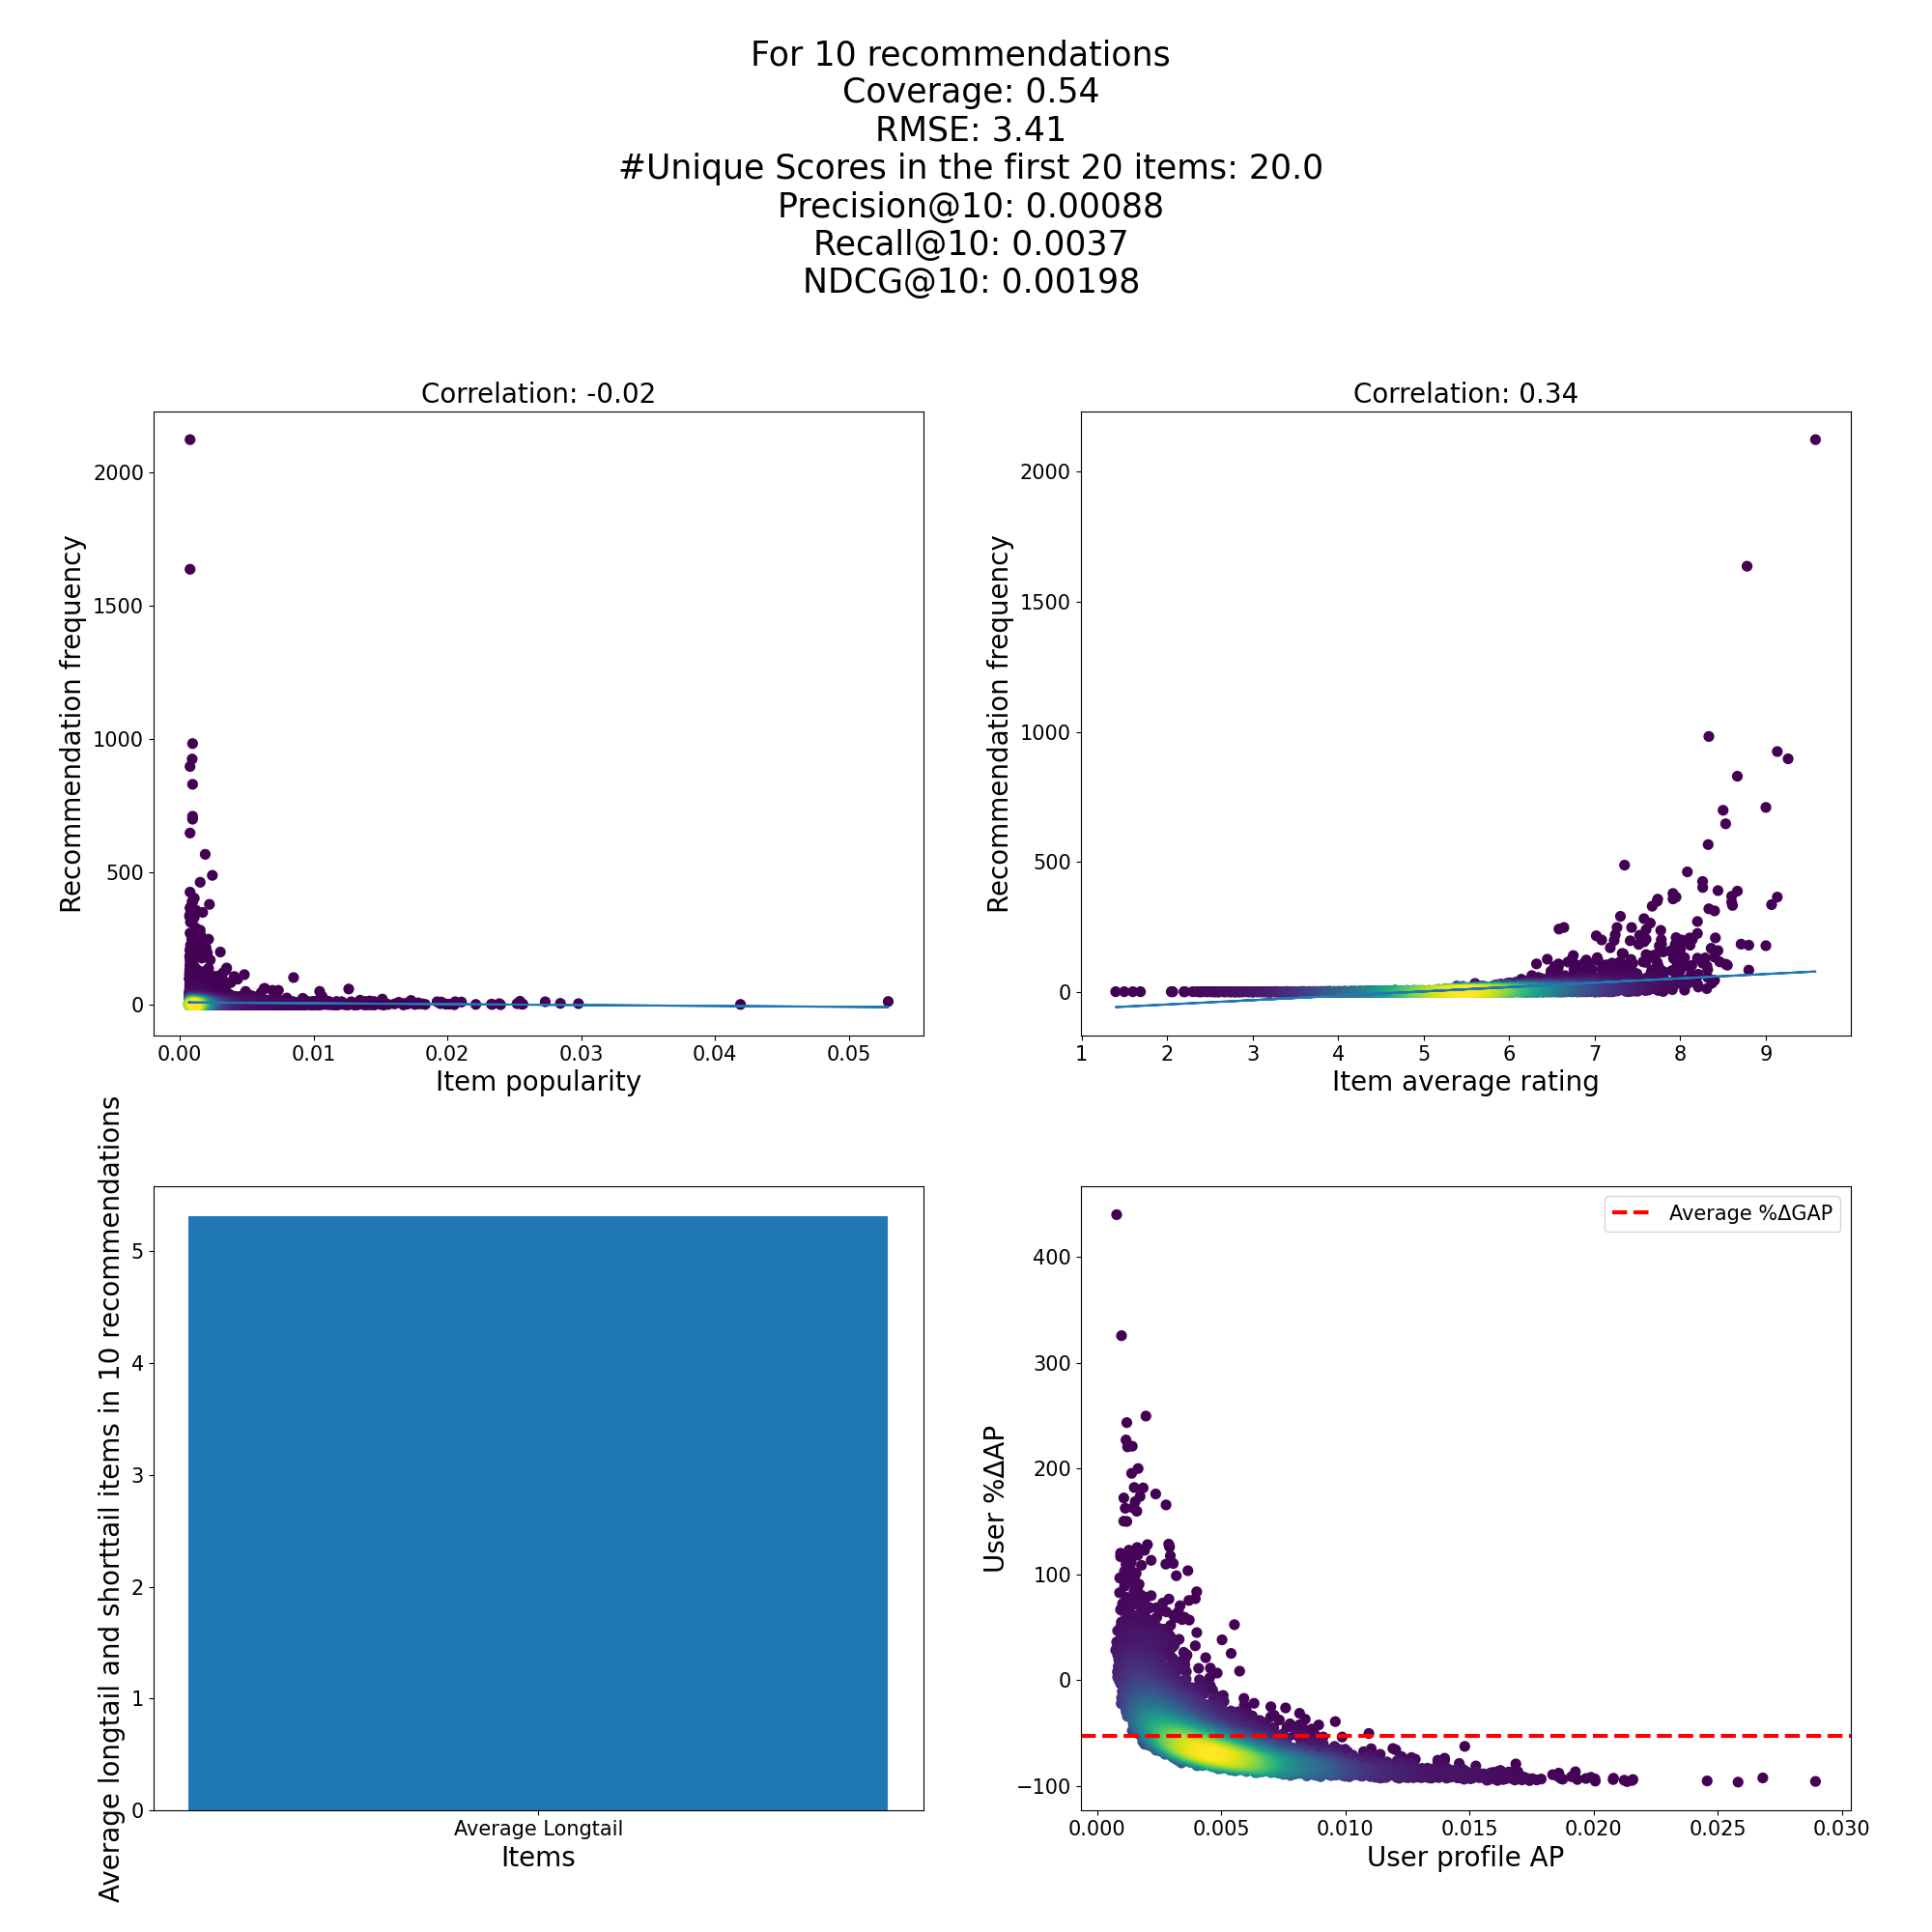 For 10 recommendations
Coverage: 0.54
RMSE: 3.41
#Unique Scores in the first 20 items: 20.0
Precision@10: 0.00088
Recall@10: 0.0037
NDCG@10: 0.00198
Correlation: -0.02
Recommendation frequency
2000
1500
1000
500
0
0.00 0.01 0.02 0.03 0.04 0.05
Item popularity
Correlation: 0.34
Recommendation frequency
2000
1500
1000
500
0
1 2 3 4 5 6 7 8 9
Item average rating
Average longtail and shorttail items in 10 recommendations
5
4
3
2
1
0
Average Longtail
Items
Average %ΔGAP
User %ΔAP
400
300
200
100
0
−100
0.000 0.005 0.010 0.015 0.020 0.025 0.030
User profile AP